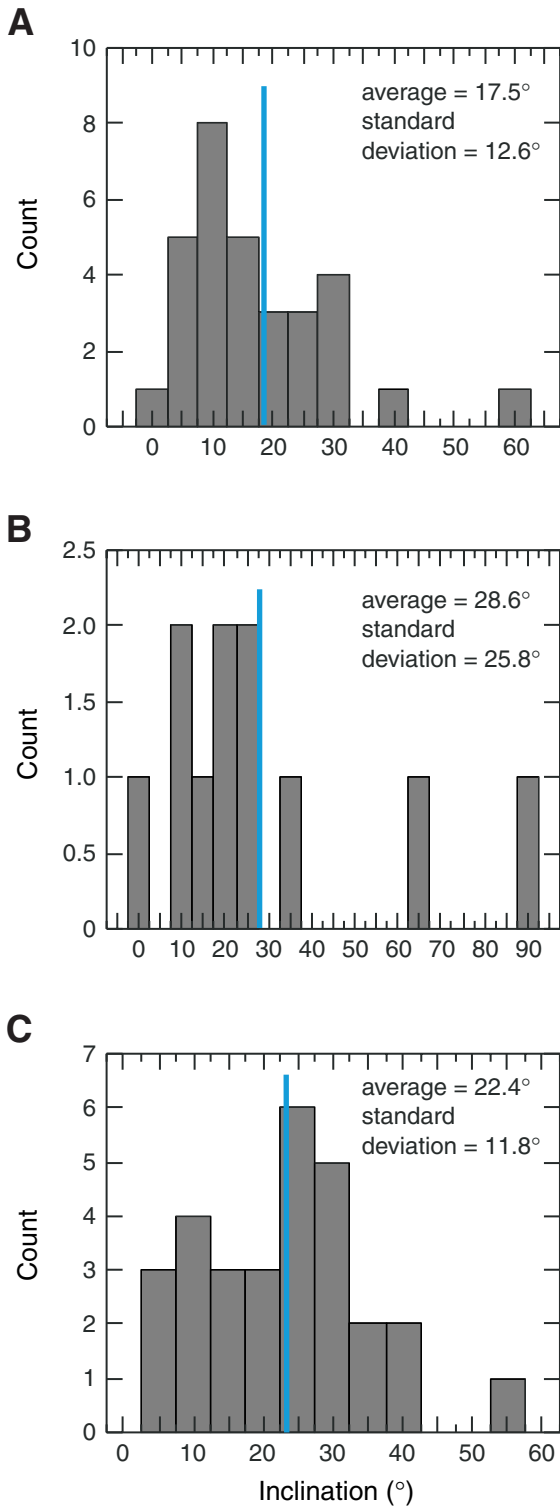 A
10
8
6
4
2
0
Count
average = 17.5°
standard
deviation = 12.6°
0 10 20 30 40 50 60
B
2.5
2.0
1.5
1.0
0.5
0
Count
average = 28.6°
standard
deviation = 25.8°
0 10 20 30 40 50 60 70 80 90
C
7
6
5
4
3
2
1
0
Count
average = 22.4°
standard
deviation = 11.8°
0 10 20 30 40 50 60
Inclination (°)